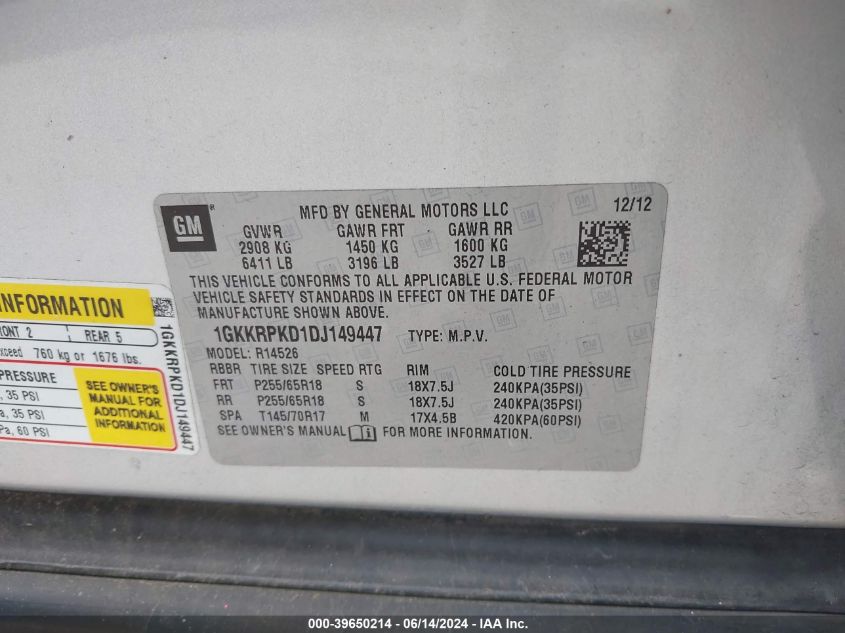 GM
®
MFD BY GENERAL MOTORS LLC
12/12
GVWR GAWR FRT GAWR RR
2908 KG 1450 KG 1600 KG
6411 LB 3196 LB 3527 LB
THIS VEHICLE CONFORMS TO ALL APPLICABLE U.S. FEDERAL MOTOR
VEHICLE SAFETY STANDARDS IN EFFECT ON THE DATE OF
MANUFACTURE SHOWN ABOVE.
1GKKRPKD1DJ149447 TYPE: M.P.V.
MODEL: R14526
RBBR TIRE SIZE SPEED RTG RIM COLD TIRE PRESSURE
FRT P255/65R18 S 18X7.5J 240KPA(35PSI)
RR P255/65R18 S 18X7.5J 240KPA(35PSI)
SPA T145/70R17 M 17X4.5B 420KPA(60PSI)
SEE OWNER'S MANUAL FOR MORE INFORMATION.
INFORMATION
2 REAR 5
760 kg or 1676 lbs.
PRESSURE
35 PSI
35 PSI
60 PSI
SEE OWNER'S
MANUAL FOR
ADDITIONAL
INFORMATION
1GKKRPKD1DJ149447
000-39650214 - 06/14/2024 - IAA Inc.